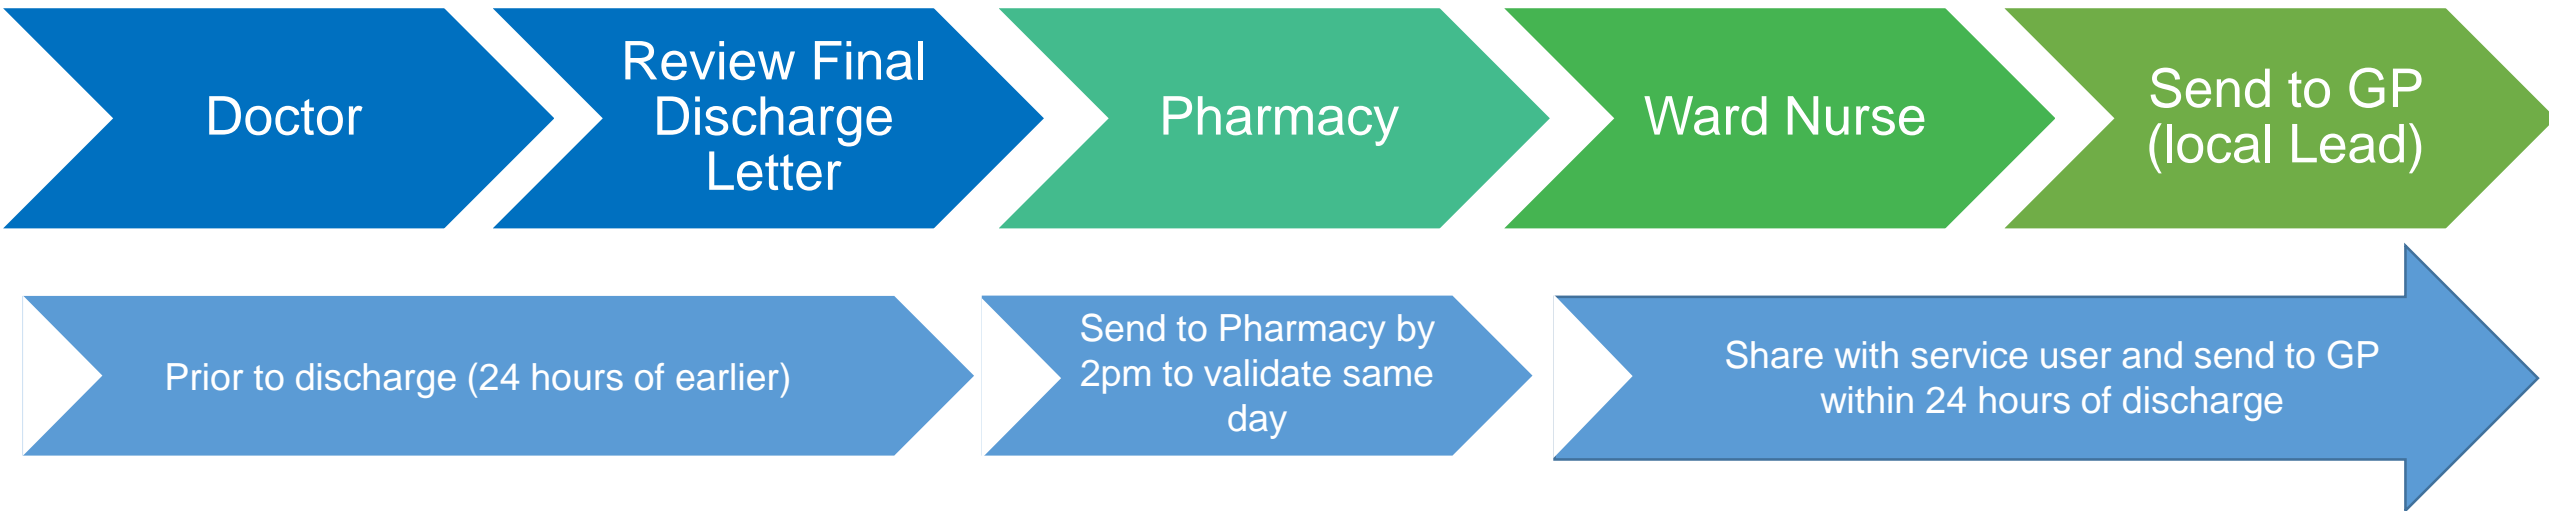 Doctor
Review Final
Discharge
Letter
Pharmacy
Ward Nurse
Send to GP
(local Lead)
Prior to discharge (24 hours of earlier)
Send to Pharmacy by
2pm to validate same
day
Share with service user and send to GP
within 24 hours of discharge